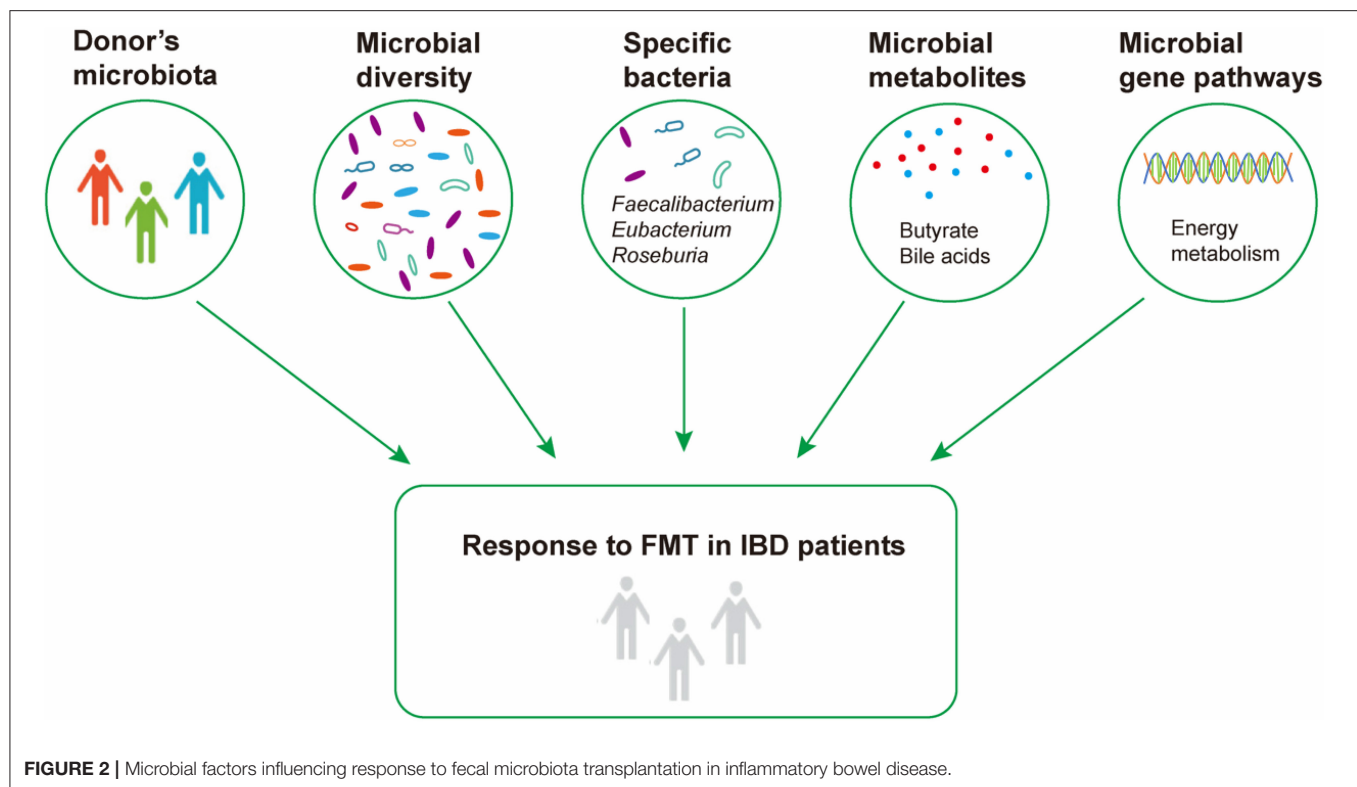 Donor's
microbiota
Microbial
diversity
Specific
bacteria
Microbial
metabolites
Microbial
gene pathways
Faecalibacterium
Eubacterium
Roseburia
Butyrate
Bile acids
Energy
metabolism
Response to FMT in IBD patients
FIGURE 2 | Microbial factors influencing response to fecal microbiota transplantation in inflammatory bowel disease.